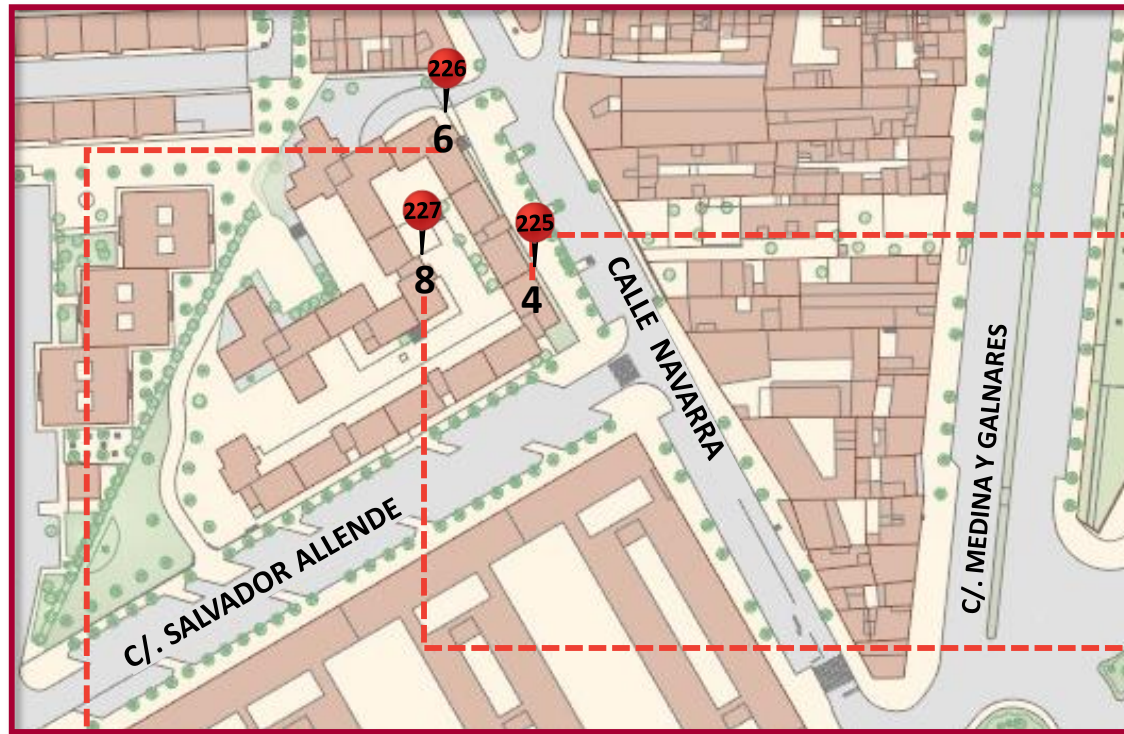 226
6
227
8
225
4
CALLE NAVARRA
C/. MEDINA Y GALNARES
C/. SALVADOR ALLENDE